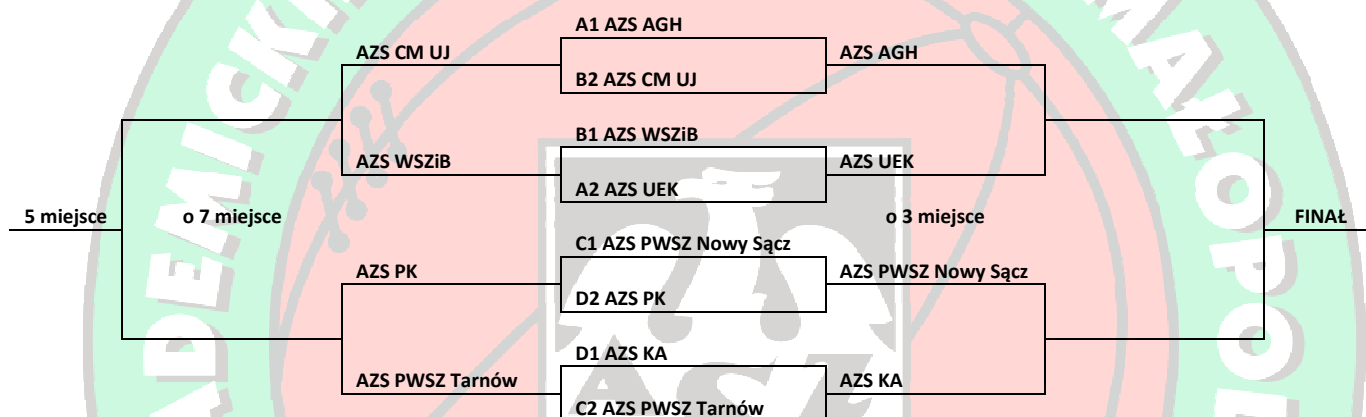 A1 AZS AGH
AZS CM UJ
AZS AGH
B2 AZS CM UJ
B1 AZS WSZiB
AZS WSZiB
AZS UEK
A2 AZS UEK
5 miejsce
o 7 miejsce
o 3 miejsce
FINAŁ
C1 AZS PWSZ Nowy Sącz
AZS PK
AZS PWSZ Nowy Sącz
D2 AZS PK
D1 AZS KA
AZS PWSZ Tarnów
AZS KA
C2 AZS PWSZ Tarnów